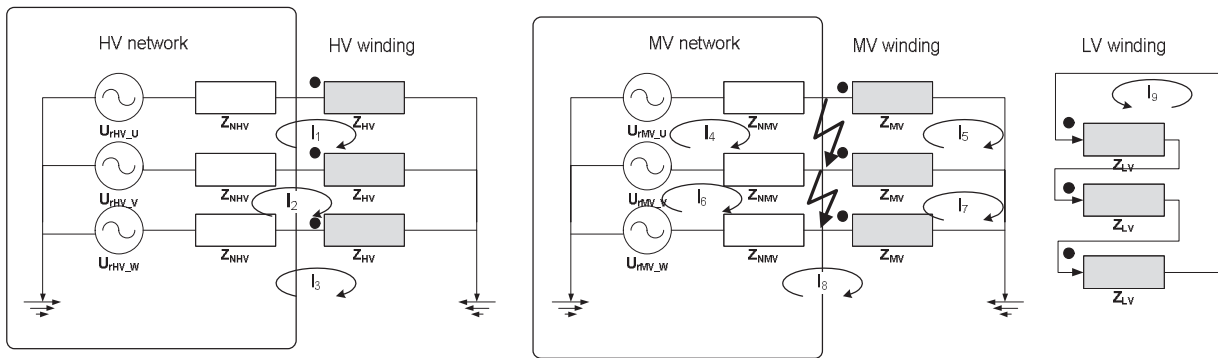 HV network HV winding MV network MV winding LV winding
I9
UrHV_U ZNHV ZHV UrMV_U ZNMV ZMV
I1 I4 I5 ZLV
UrHV_V ZNHV ZHV UrMV_V ZNMV ZMV
I2 I6 I7 ZLV
UrHV_W ZNHV ZHV UrMV_W ZNMV ZMV
I3 I8 ZLV